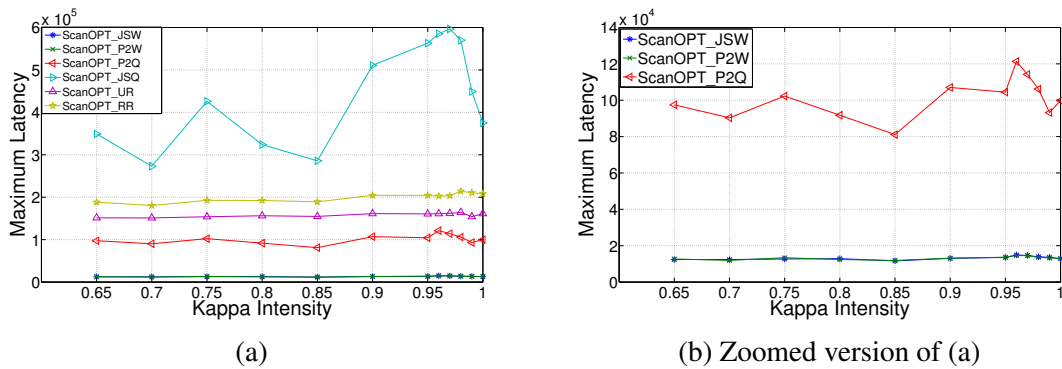 6 x 10^5
5
4
3
2
1
0
Maximum Latency
ScanOPT_JSW
ScanOPT_P2W
ScanOPT_P2Q
ScanOPT_JSQ
ScanOPT_UR
ScanOPT_RR
0.65 0.7 0.75 0.8 0.85 0.9 0.95 1
Kappa Intensity
(a)
14 x 10^4
12
10
8
6
4
2
0
Maximum Latency
ScanOPT_JSW
ScanOPT_P2W
ScanOPT_P2Q
0.65 0.7 0.75 0.8 0.85 0.9 0.95 1
Kappa Intensity
(b) Zoomed version of (a)